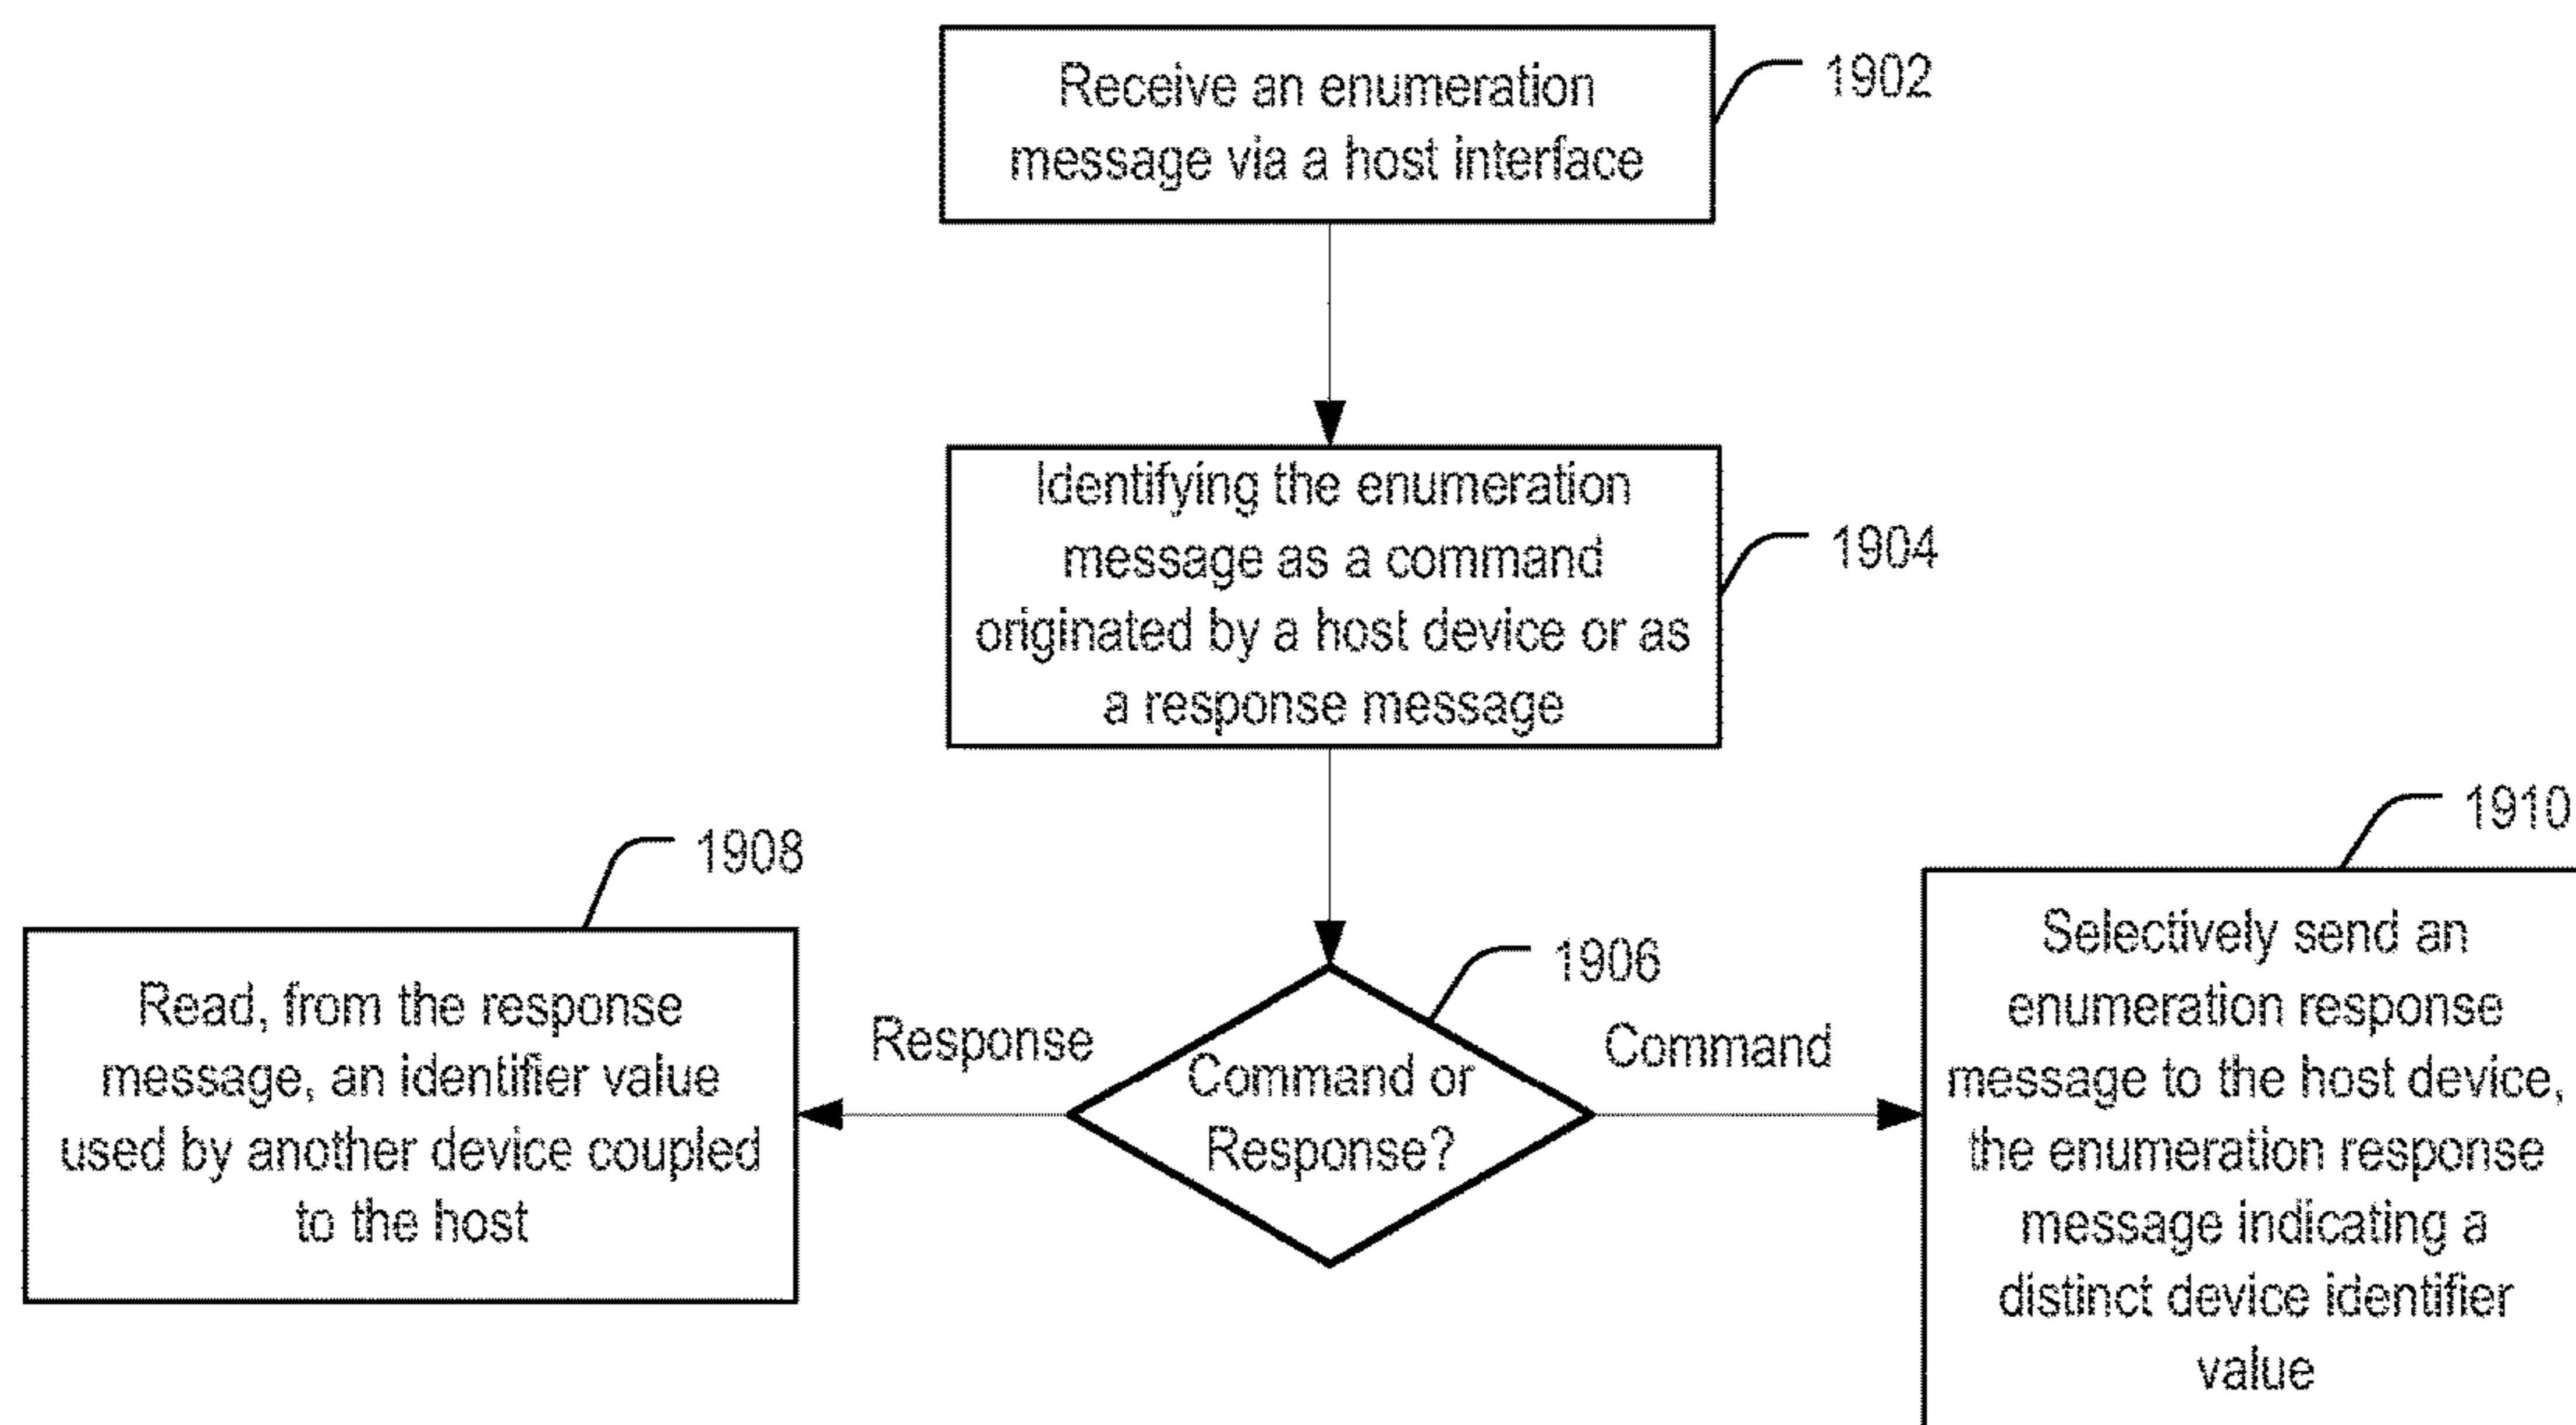 Receive an enumeration
message via a host interface
1902
Identifying the enumeration
message as a command
originated by a host device or as
a response message
1904
1908
Read, from the response
message, an identifier value
used by another device coupled
to the host
Response
1906
Command or
Response?
Command
1910
Selectively send an
enumeration response
message to the host device,
the enumeration response
message indicating a
distinct device identifier
value